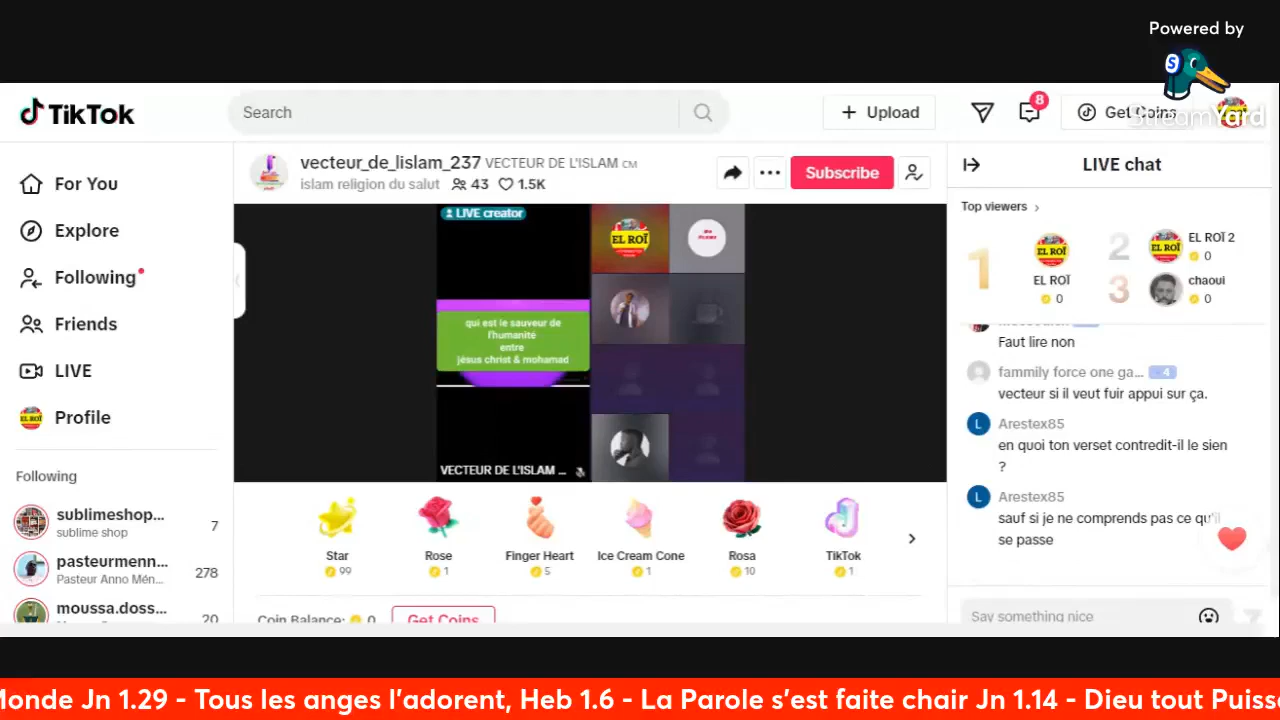 Powered by
S
StreamYard
TikTok
Search
+ Upload
8
Get Coins
For You
Explore
Following
Friends
LIVE
Profile
Following
sublimeshop...
sublime shop
7
pasteurmenn...
Pasteur Anno Mén...
278
moussa.doss...
20
vecteur_de_lislam_237 VECTEUR DE L'ISLAM CM
islam religion du salut 43 1.5K
Subscribe
LIVE creator
EL ROÏ
qui est le sauveur de
l'humanité
entre
jésus christ & mohamad
VECTEUR DE L'ISLAM ...
Star
99
Rose
1
Finger Heart
5
Ice Cream Cone
1
Rosa
10
TikTok
1
Coin Balance: 0
Get Coins
LIVE chat
Top viewers
1
EL ROÏ
EL ROÏ
0
2
EL ROÏ
EL ROÏ 2
0
3
chaoui
0
Faut lire non
fammily force one ga... 4
vecteur si il veut fuir appui sur ça.
L Arestex85
en quoi ton verset contredit-il le sien
?
L Arestex85
sauf si je ne comprends pas ce qu'il
se passe
Say something nice
Monde Jn 1.29 - Tous les anges l'adorent, Heb 1.6 - La Parole s'est faite chair Jn 1.14 - Dieu tout Puiss